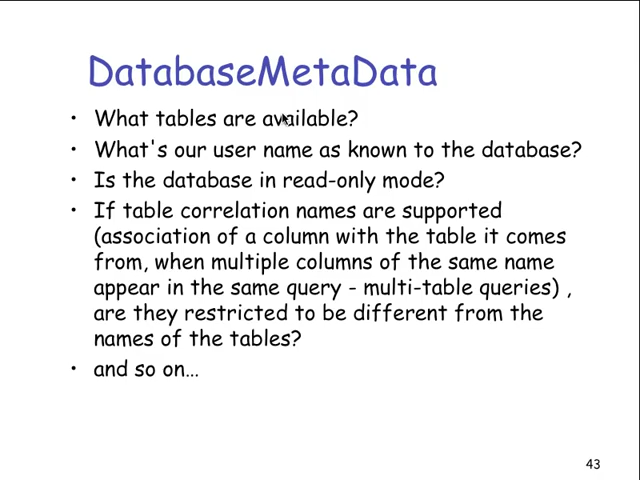 DatabaseMetaData
• What tables are available?
• What's our user name as known to the database?
• Is the database in read-only mode?
• If table correlation names are supported
(association of a column with the table it comes
from, when multiple columns of the same name
appear in the same query - multi-table queries) ,
are they restricted to be different from the
names of the tables?
• and so on…
43